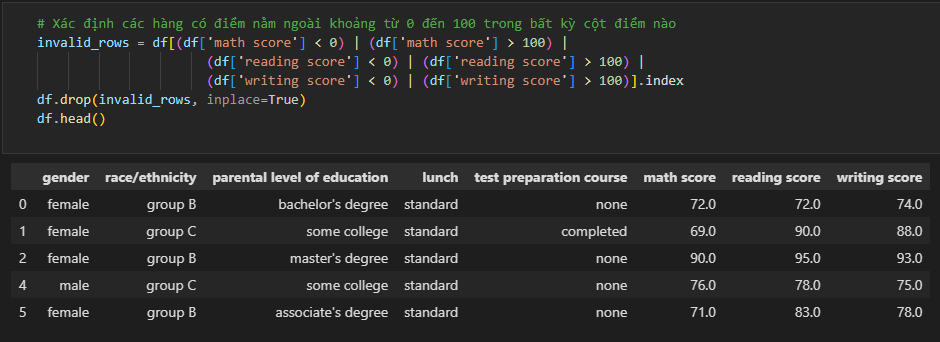 # Xác định các hàng có điểm nằm ngoài khoảng từ 0 đến 100 trong bất kỳ cột điểm nào
invalid_rows = df[(df['math score'] < 0) | (df['math score'] > 100) |
(df['reading score'] < 0) | (df['reading score'] > 100) |
(df['writing score'] < 0) | (df['writing score'] > 100)].index
df.drop(invalid_rows, inplace=True)
df.head()
gender race/ethnicity parental level of education lunch test preparation course math score reading score writing score
0 female group B bachelor's degree standard none 72.0 72.0 74.0
1 female group C some college standard completed 69.0 90.0 88.0
2 female group B master's degree standard none 90.0 95.0 93.0
4 male group C some college standard none 76.0 78.0 75.0
5 female group B associate's degree standard none 71.0 83.0 78.0